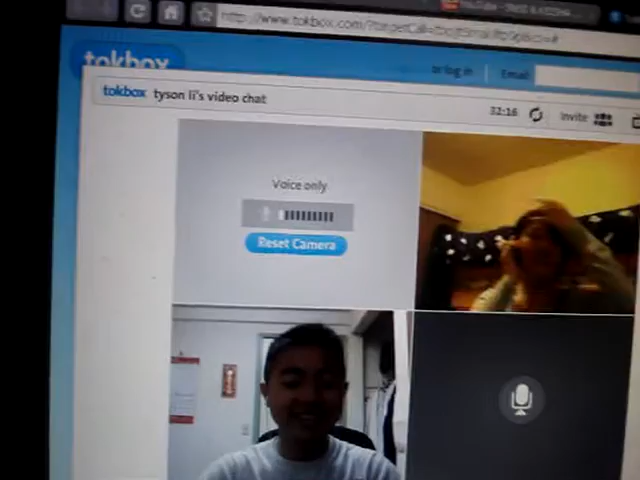 http://www.tokbox.com/
tokbox
or log in
Email
tokbox tyson li's video chat
32:16
Invite
Voice only
Reset Camera